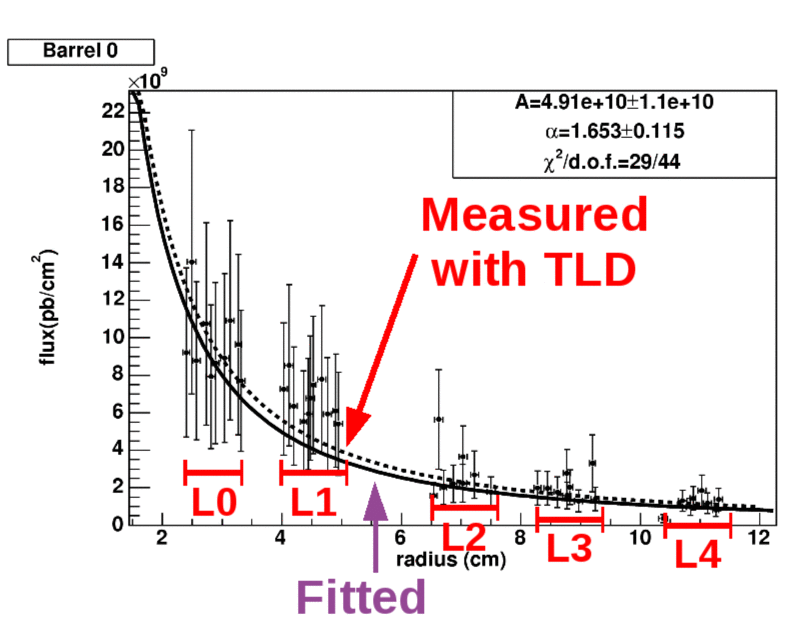 Barrel 0
×10⁹
A=4.91e+10±1.1e+10
α=1.653±0.115
χ²/d.o.f.=29/44
22
20
18
16
14
12
10
8
6
4
2
0
flux(pb/cm²)
Measured
with TLD
L0
L1
L2
L3
L4
2 4 6 8 10 12
radius (cm)
Fitted